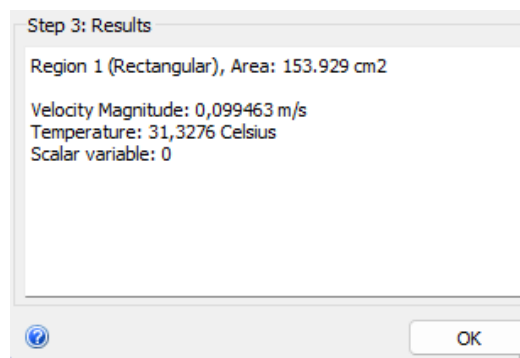 Step 3: Results
Region 1 (Rectangular), Area: 153.929 cm2
Velocity Magnitude: 0,099463 m/s
Temperature: 31,3276 Celsius
Scalar variable: 0
?
OK